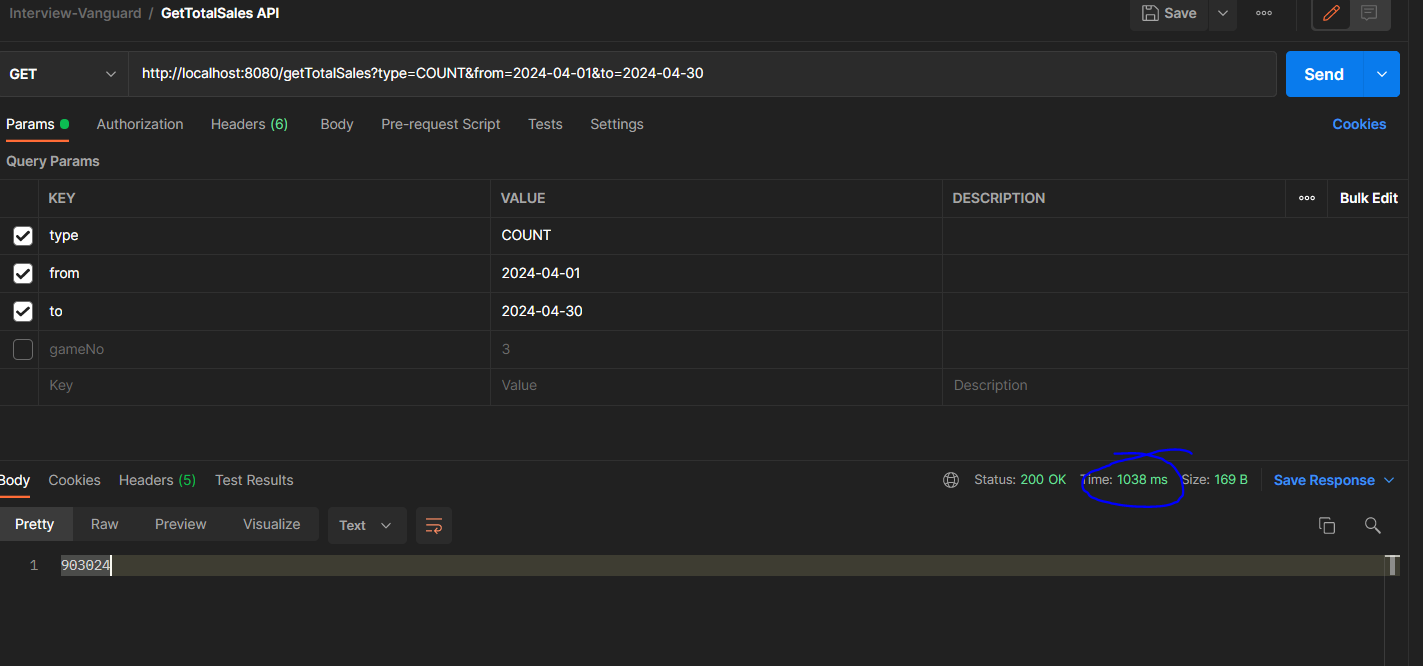 Interview-Vanguard / GetTotalSales API
Save
GET http://localhost:8080/getTotalSales?type=COUNT&from=2024-04-01&to=2024-04-30 Send
Params Authorization Headers (6) Body Pre-request Script Tests Settings Cookies
Query Params
KEY VALUE DESCRIPTION Bulk Edit
type COUNT
from 2024-04-01
to 2024-04-30
gameNo 3
Key Value Description
Body Cookies Headers (5) Test Results Status: 200 OK Time: 1038 ms Size: 169 B Save Response
Pretty Raw Preview Visualize Text
1 903024